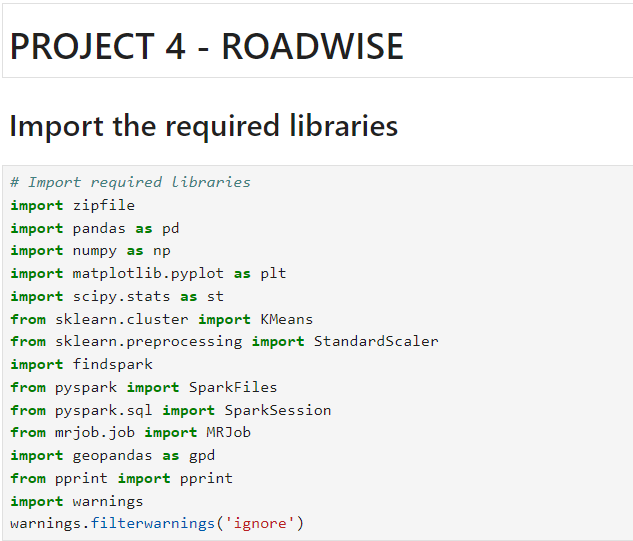 PROJECT 4 - ROADWISE
Import the required libraries
# Import required libraries
import zipfile
import pandas as pd
import numpy as np
import matplotlib.pyplot as plt
import scipy.stats as st
from sklearn.cluster import KMeans
from sklearn.preprocessing import StandardScaler
import findspark
from pyspark import SparkFiles
from pyspark.sql import SparkSession
from mrjob.job import MRJob
import geopandas as gpd
from pprint import pprint
import warnings
warnings.filterwarnings('ignore')